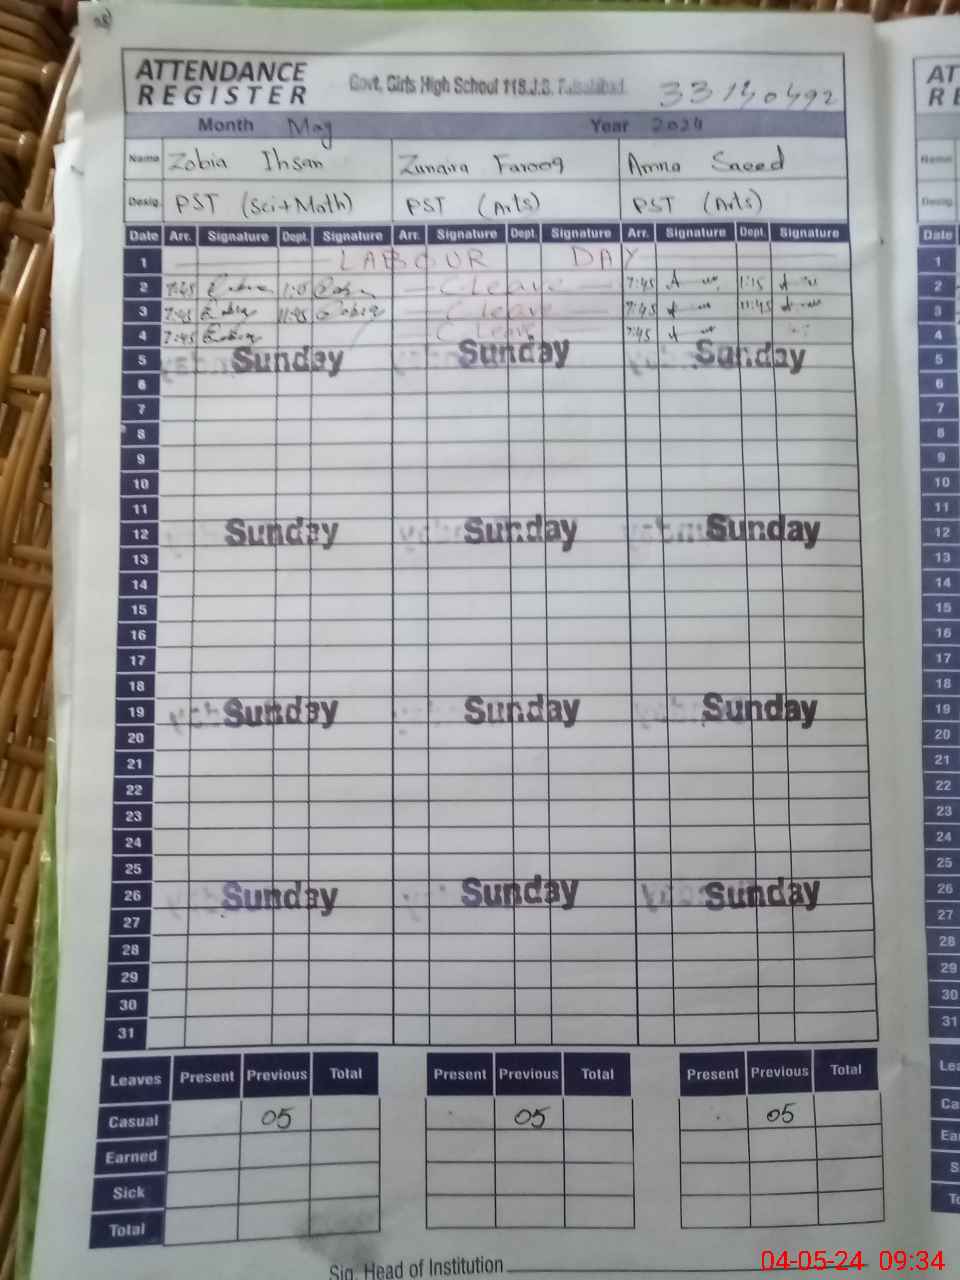 ATTENDANCE
REGISTER
Govt. Girls High School 118.J.B. Faisalabad.
33130492
Month May Year 2024
Name Zobia Ihsan Zunaira Farooq Amna Saeed
Desig. PST (Sci+Math) PST (Arts) PST (Arts)
Date Arr. Signature Dept. Signature Arr. Signature Dept. Signature Arr. Signature Dept. Signature
1 LABOUR DAY
2 7:45 Cleave 7:45 1:15
3 7:45 11:45 Cleave 7:45 11:45
4 7:45 Cleave 7:45
5 Sunday Sunday Sunday
6
7
8
9
10
11
12 Sunday Sunday Sunday
13
14
15
16
17
18
19 Sunday Sunday Sunday
20
21
22
23
24
25
26 Sunday Sunday Sunday
27
28
29
30
31
Leaves Present Previous Total Present Previous Total Present Previous Total
Casual 05 05 05
Earned
Sick
Total
Sig. Head of Institution
04-05-24 09:34